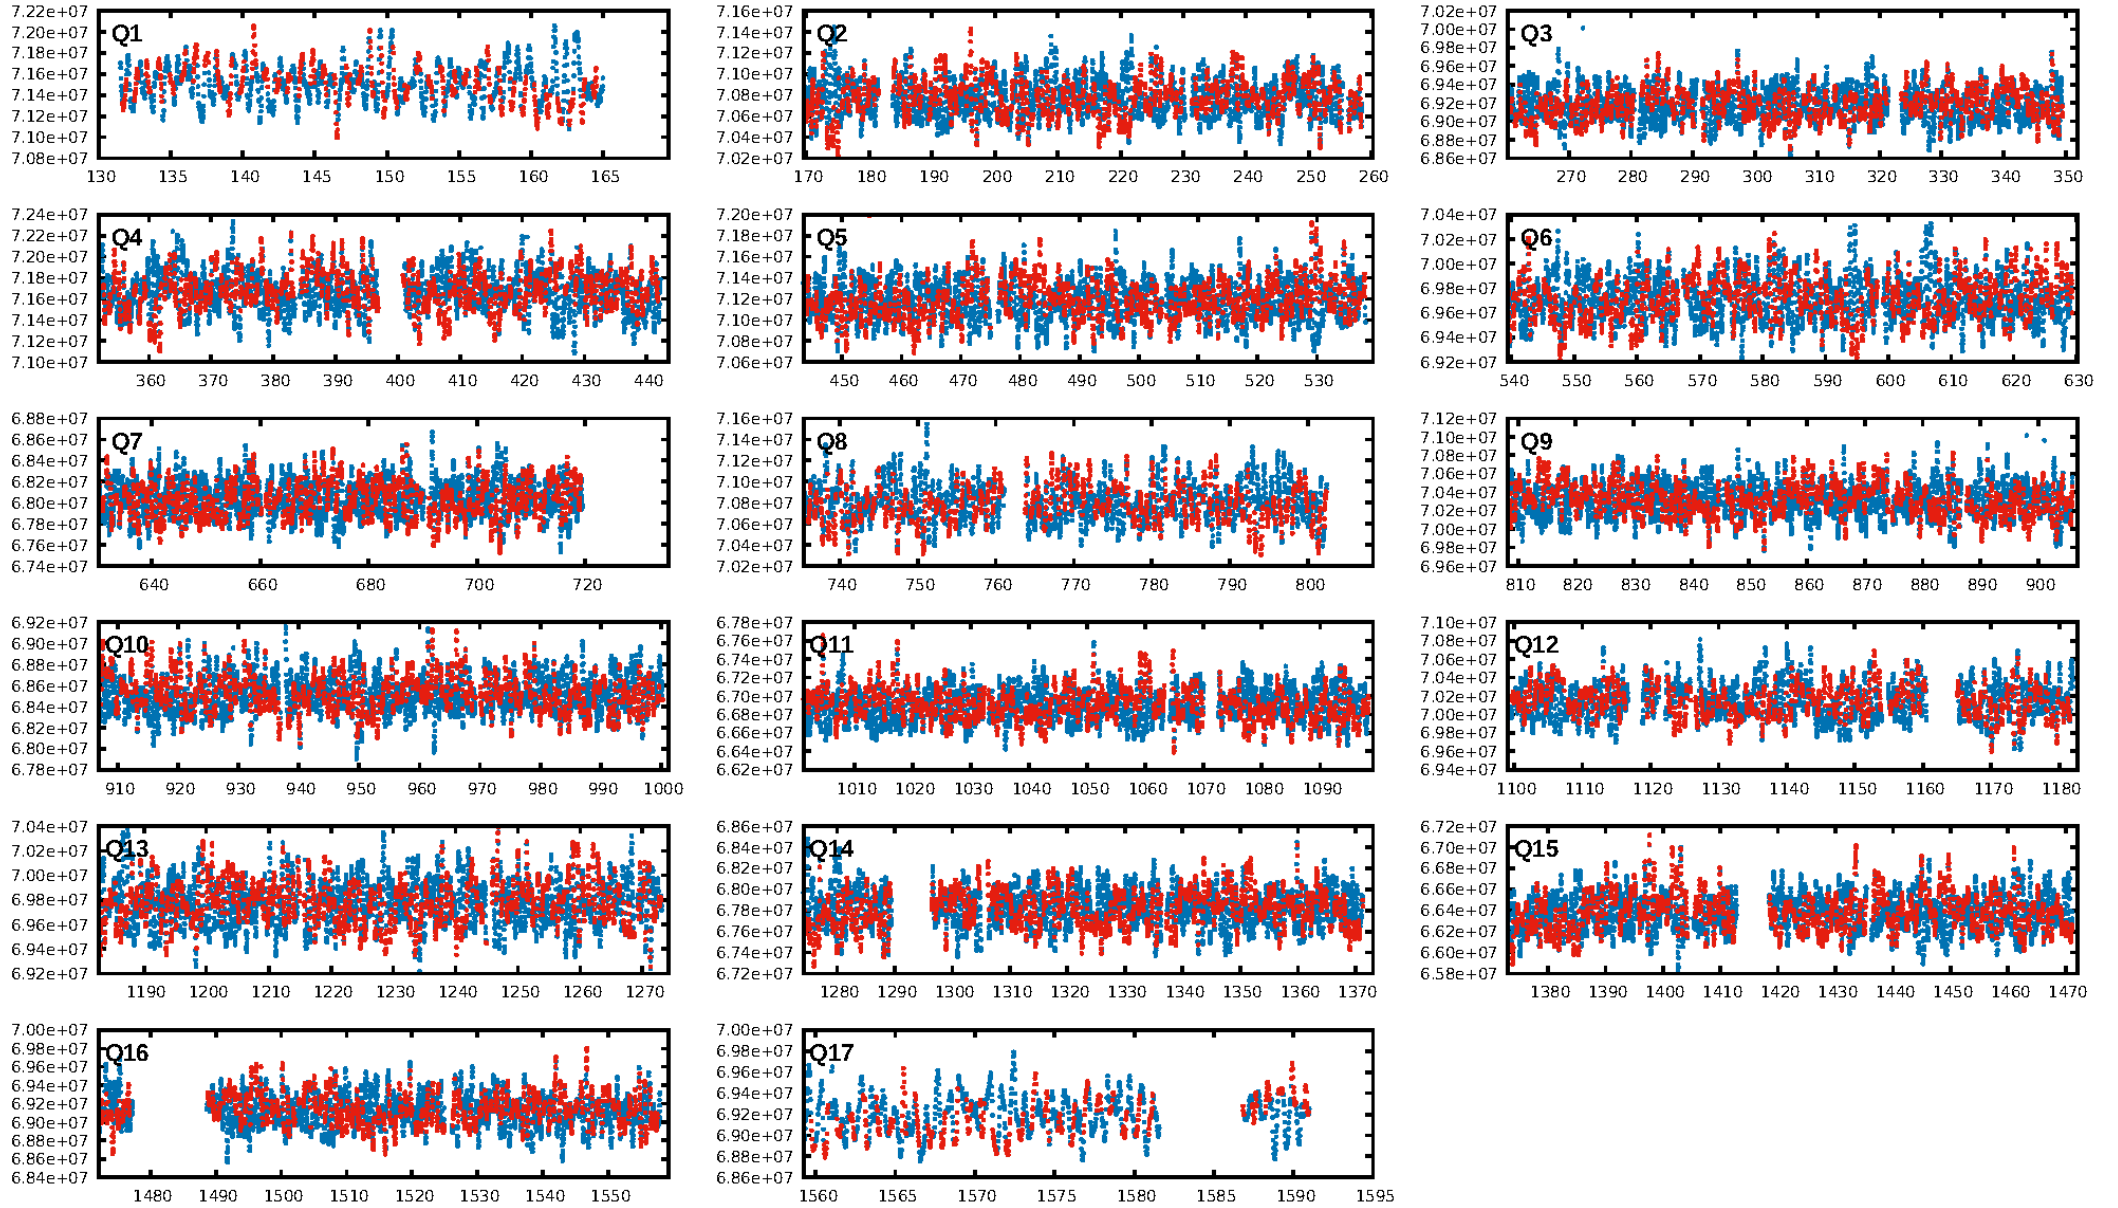 7.22e+07 7.20e+07 7.18e+07 7.16e+07 7.14e+07 7.12e+07 7.10e+07 7.08e+07
Q1
130 135 140 145 150 155 160 165
7.16e+07 7.14e+07 7.12e+07 7.10e+07 7.08e+07 7.06e+07 7.04e+07 7.02e+07
Q2
170 180 190 200 210 220 230 240 250 260
7.02e+07 7.00e+07 6.98e+07 6.96e+07 6.94e+07 6.92e+07 6.90e+07 6.88e+07 6.86e+07
Q3
270 280 290 300 310 320 330 340 350
7.24e+07 7.22e+07 7.20e+07 7.18e+07 7.16e+07 7.14e+07 7.12e+07 7.10e+07
Q4
360 370 380 390 400 410 420 430 440
7.20e+07 7.18e+07 7.16e+07 7.14e+07 7.12e+07 7.10e+07 7.08e+07 7.06e+07
Q5
450 460 470 480 490 500 510 520 530
7.04e+07 7.02e+07 7.00e+07 6.98e+07 6.96e+07 6.94e+07 6.92e+07
Q6
540 550 560 570 580 590 600 610 620 630
6.88e+07 6.86e+07 6.84e+07 6.82e+07 6.80e+07 6.78e+07 6.76e+07 6.74e+07
Q7
640 660 680 700 720
7.16e+07 7.14e+07 7.12e+07 7.10e+07 7.08e+07 7.06e+07 7.04e+07 7.02e+07
Q8
740 750 760 770 780 790 800
7.12e+07 7.10e+07 7.08e+07 7.06e+07 7.04e+07 7.02e+07 7.00e+07 6.98e+07 6.96e+07
Q9
810 820 830 840 850 860 870 880 890 900
6.92e+07 6.90e+07 6.88e+07 6.86e+07 6.84e+07 6.82e+07 6.80e+07 6.78e+07
Q10
910 920 930 940 950 960 970 980 990 1000
6.78e+07 6.76e+07 6.74e+07 6.72e+07 6.70e+07 6.68e+07 6.66e+07 6.64e+07 6.62e+07
Q11
1010 1020 1030 1040 1050 1060 1070 1080 1090
7.10e+07 7.08e+07 7.06e+07 7.04e+07 7.02e+07 7.00e+07 6.98e+07 6.96e+07 6.94e+07
Q12
1100 1110 1120 1130 1140 1150 1160 1170 1180
7.04e+07 7.02e+07 7.00e+07 6.98e+07 6.96e+07 6.94e+07 6.92e+07
Q13
1190 1200 1210 1220 1230 1240 1250 1260 1270
6.86e+07 6.84e+07 6.82e+07 6.80e+07 6.78e+07 6.76e+07 6.74e+07 6.72e+07
Q14
1280 1290 1300 1310 1320 1330 1340 1350 1360 1370
6.72e+07 6.70e+07 6.68e+07 6.66e+07 6.64e+07 6.62e+07 6.60e+07 6.58e+07
Q15
1380 1390 1400 1410 1420 1430 1440 1450 1460 1470
7.00e+07 6.98e+07 6.96e+07 6.94e+07 6.92e+07 6.90e+07 6.88e+07 6.86e+07 6.84e+07
Q16
1480 1490 1500 1510 1520 1530 1540 1550
7.00e+07 6.98e+07 6.96e+07 6.94e+07 6.92e+07 6.90e+07 6.88e+07 6.86e+07
Q17
1560 1565 1570 1575 1580 1585 1590 1595